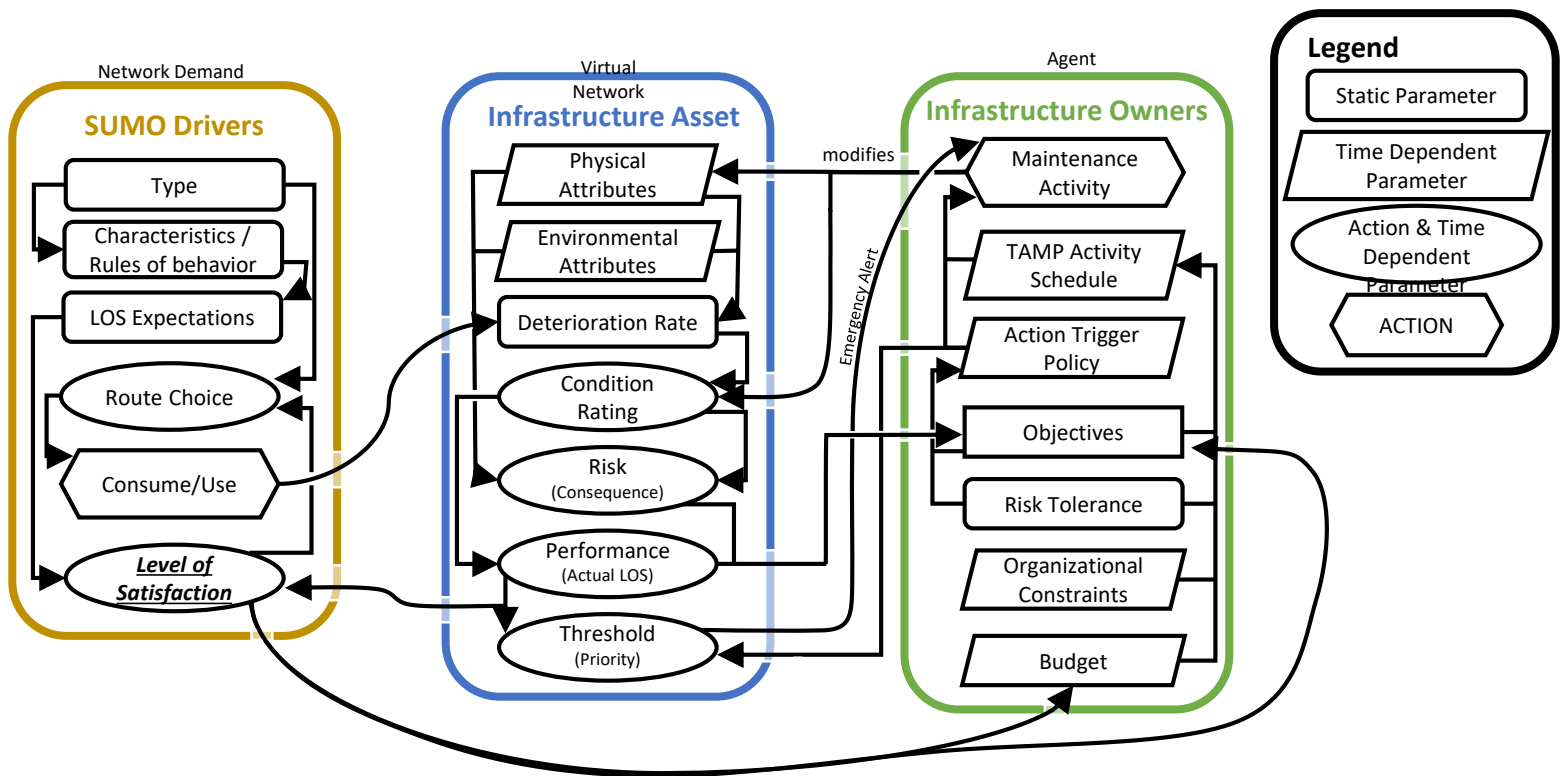 Network Demand
SUMO Drivers
Type
Characteristics /
Rules of behavior
LOS Expectations
Route Choice
Consume/Use
Level of
Satisfaction
Virtual
Network
Infrastructure Asset
Physical
Attributes
Environmental
Attributes
Deterioration Rate
Condition
Rating
Risk
(Consequence)
Performance
(Actual LOS)
Threshold
(Priority)
modifies
Emergency Alert
Agent
Infrastructure Owners
Maintenance
Activity
TAMP Activity
Schedule
Action Trigger
Policy
Objectives
Risk Tolerance
Organizational
Constraints
Budget
Legend
Static Parameter
Time Dependent
Parameter
Action & Time
Dependent
Parameter
ACTION